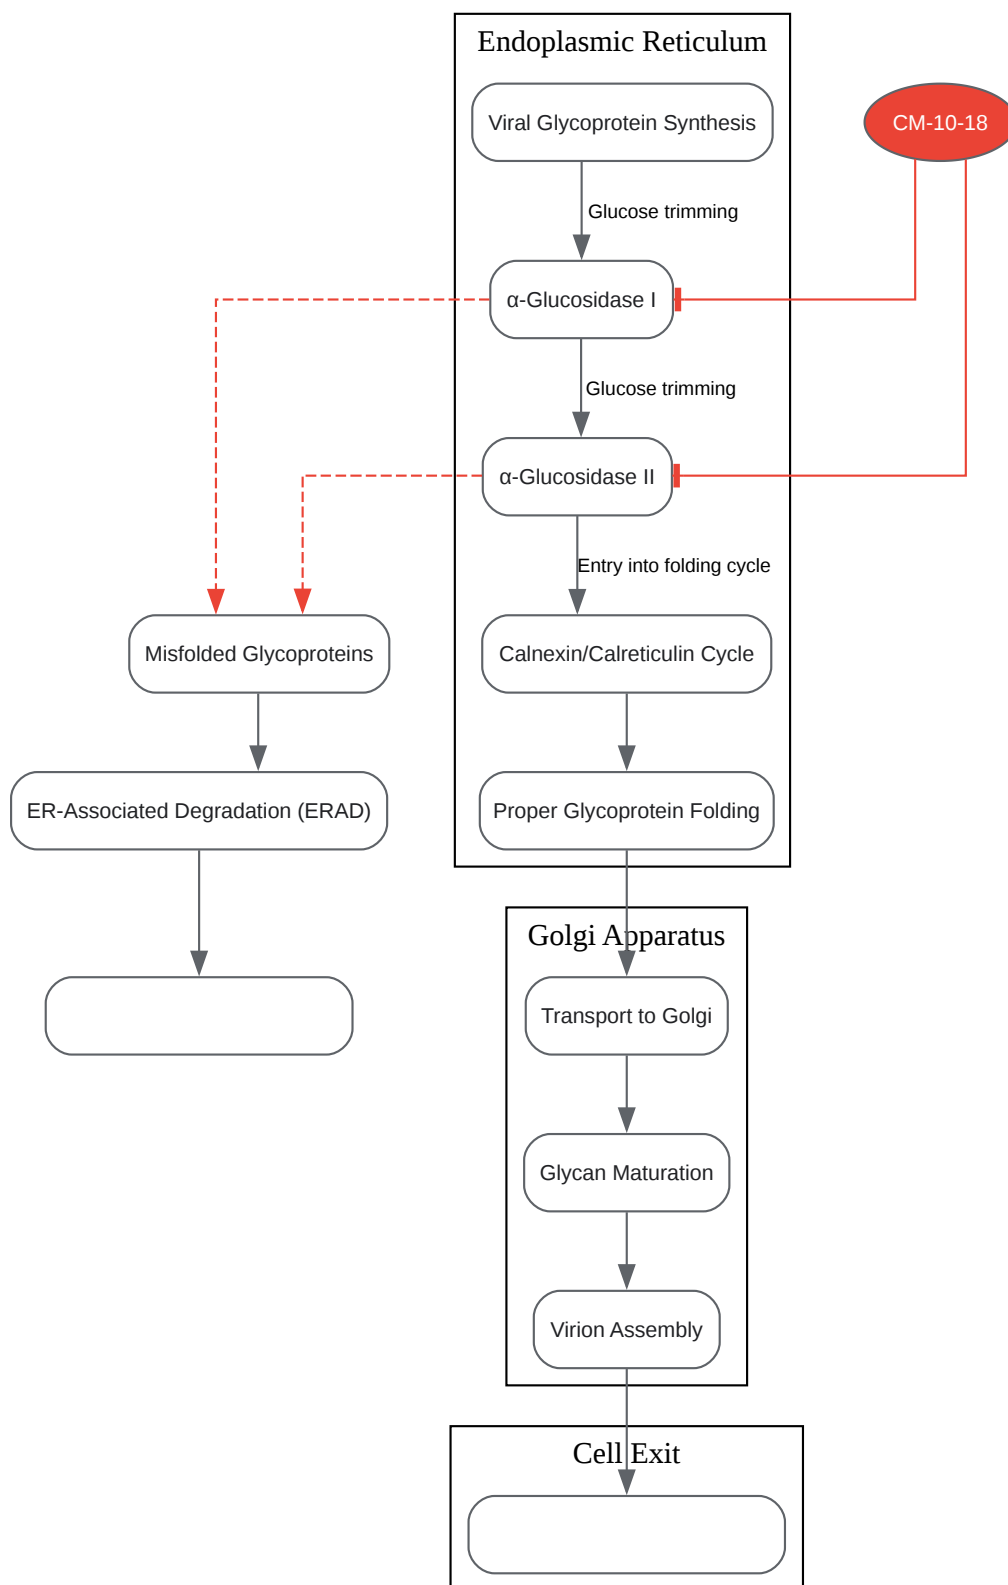 Endoplasmic Reticulum
Viral Glycoprotein Synthesis
CM-10-18
Glucose trimming
α-Glucosidase I
Glucose trimming
α-Glucosidase II
Entry into folding cycle
Misfolded Glycoproteins
Calnexin/Calreticulin Cycle
ER-Associated Degradation (ERAD)
Proper Glycoprotein Folding
Golgi Apparatus
Transport to Golgi
Glycan Maturation
Virion Assembly
Cell Exit